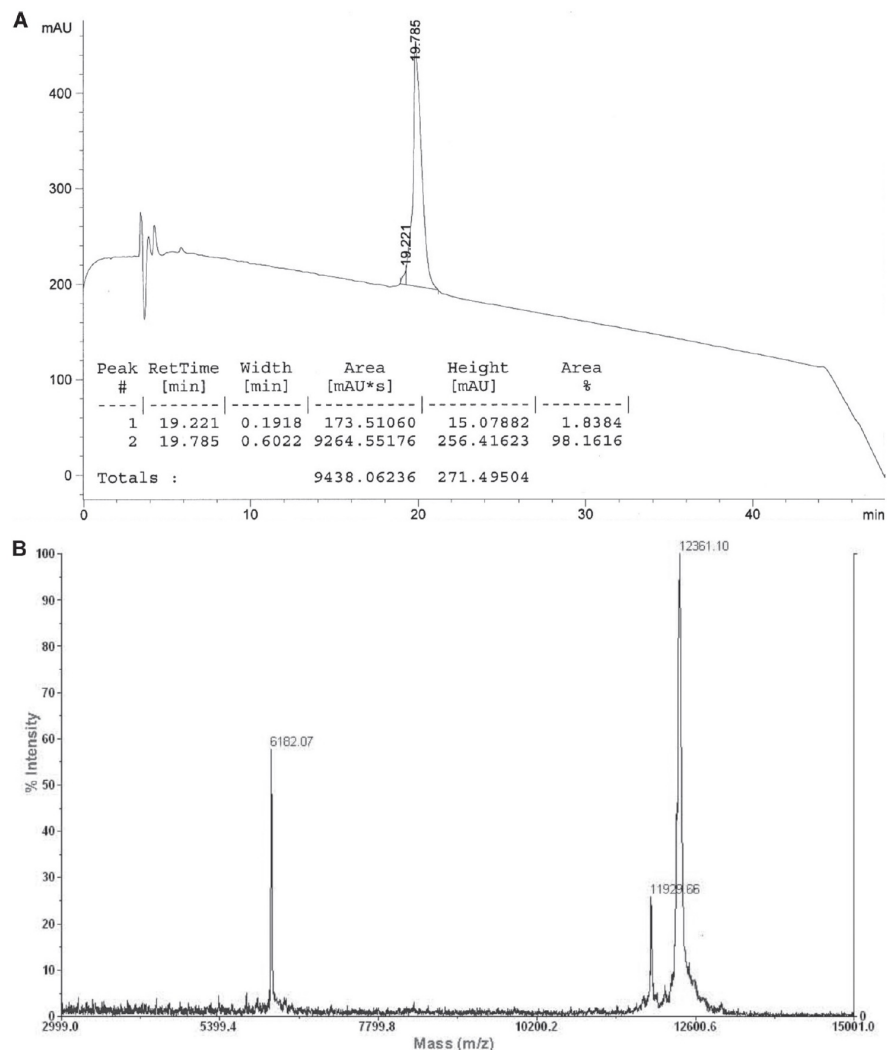 A
mAU
19.785
400
300
19.221
200
Peak RetTime Width Area Height Area
# [min] [min] [mAU*s] [mAU] %
----|-------|-------|----------|----------|--------|
1 19.221 0.1918 173.51060 15.07882 1.8384
2 19.785 0.6022 9264.55176 256.41623 98.1616
Totals : 9438.06236 271.49504
100
0
0 10 20 30 40 min
B
100
12361.10
90
80
70
60
6182.07
% Intensity
50
40
30
11929.66
20
10
0
0
2999.0 5399.4 7799.8 10200.2 12600.6 15001.0
Mass (m/z)